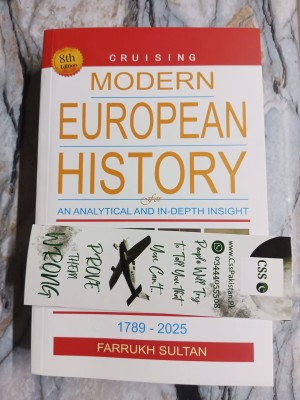 CRUISING
8th
Edition
MODERN
EUROPEAN
HISTORY
for
AN ANALYTICAL AND IN-DEPTH INSIGHT
CSS
www.CssPakistan.Pk
People Will Try
to Tell You That
You Can't
PROVE
THEM
WRONG
1789 - 2025
FARRUKH SULTAN